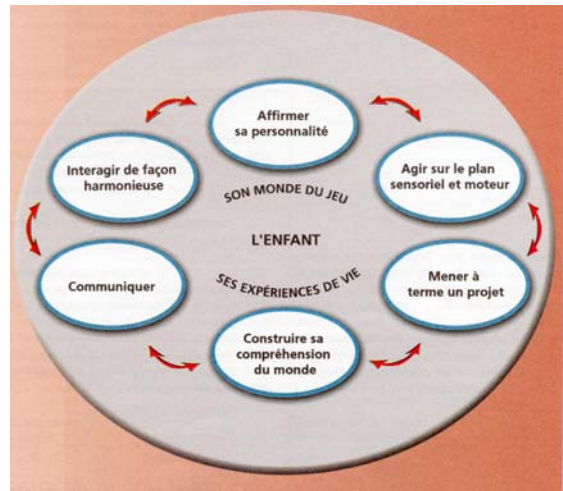 Affirmer
sa personnalité
Interagir de façon
harmonieuse
Agir sur le plan
sensoriel et moteur
SON MONDE DU JEU
L'ENFANT
SES EXPÉRIENCES DE VIE
Communiquer
Mener à
terme un projet
Construire sa
compréhension
du monde